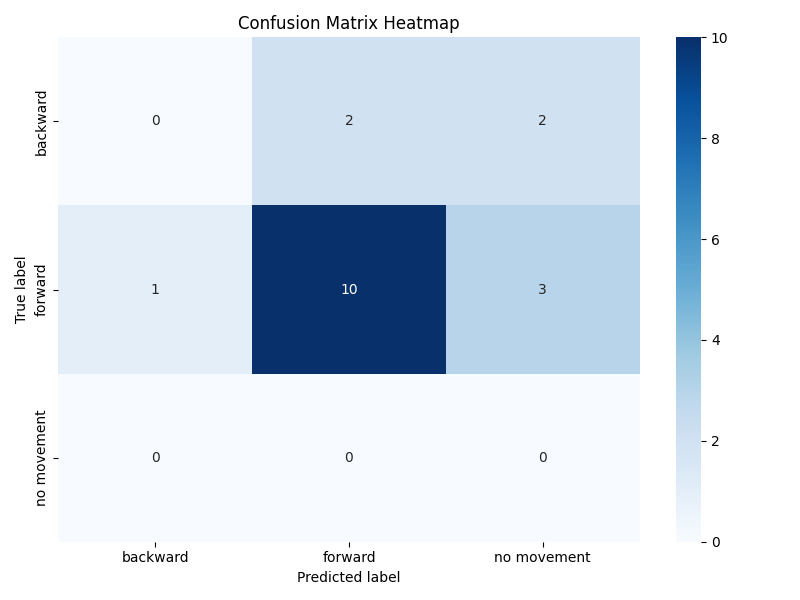 Confusion Matrix Heatmap
True label
backward
0
2
2
forward
1
10
3
no movement
0
0
0
backward
forward
no movement
Predicted label
10
8
6
4
2
0